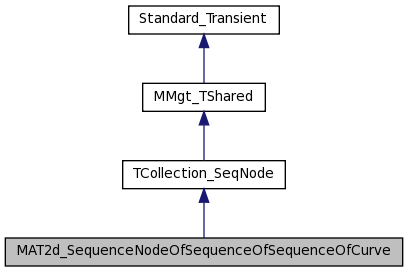 Standard_Transient
MMgt_TShared
TCollection_SeqNode
MAT2d_SequenceNodeOfSequenceOfSequenceOfCurve